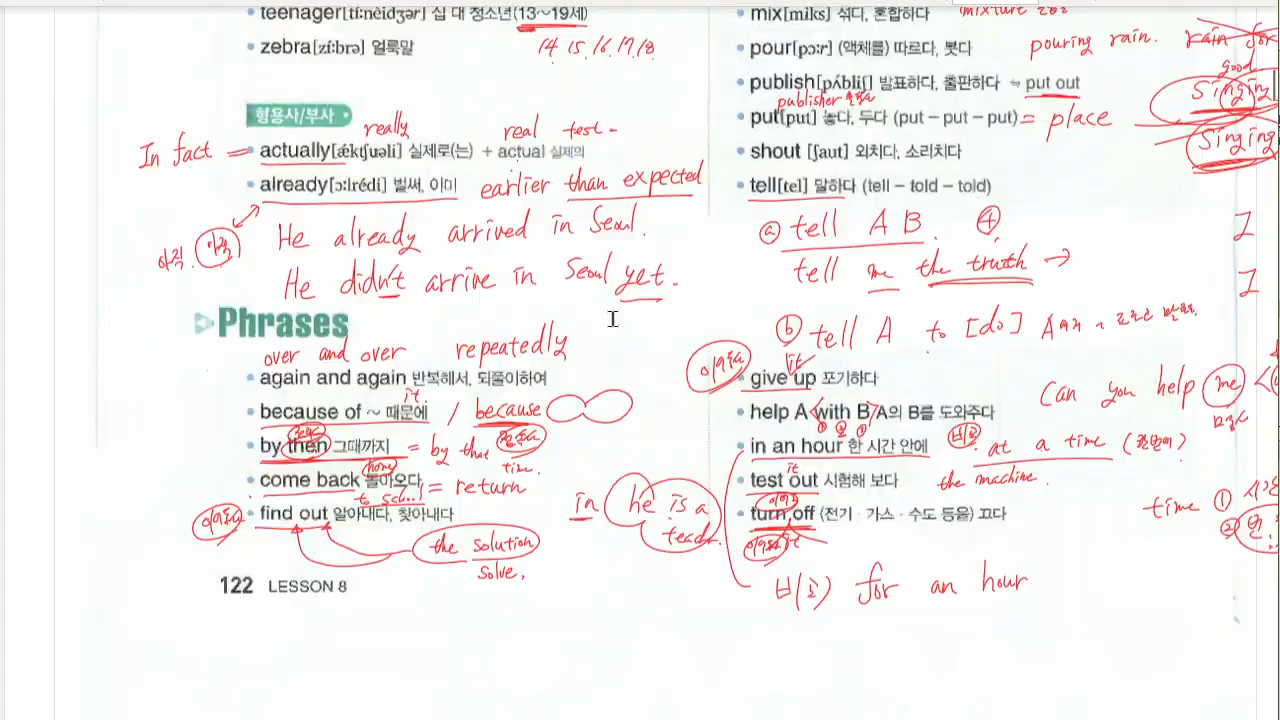 teenager[tíːnèidʒər] 십 대 청소년(13~19세)
zebra[zíːbrə] 얼룩말
14 15 16 17 18
형용사/부사
really
real test
In fact =
actually[ǽktʃuəli] 실제로(는) + actual 실제의
already[ɔːlrédi] 벌써, 이미
earlier than expected
He already arrived in Seoul.
아직
He didn't arrive in Seoul yet.
Phrases
over and over repeatedly
again and again 반복해서, 되풀이하여
it
because of ~ 때문에 / because
by then 그때까지 = by that time.
home
come back 돌아오다 = return
to school
find out 알아내다, 찾아내다
the solution
solve,
122 LESSON 8
mix[miks] 섞다, 혼합하다
mixture
pour[pɔːr] (액체를) 따르다, 붓다
pouring rain.
publish[pʌ́bliʃ] 발표하다, 출판하다 ≒ put out
publisher
good
Singing
put[put] 놓다, 두다 (put – put – put) = place
Singing
shout [ʃaut] 외치다, 소리치다
tell[tel] 말하다 (tell – told – told)
ⓐ tell A B. ④
tell me the truth →
ⓑ tell A to [do]
it
give up 포기하다
help A with B A의 B를 도와주다
Can you help me
in an hour 한 시간 안에
at a time
it
test out 시험해 보다
the machine.
turn off (전기 · 가스 · 수도 등을) 끄다
in he is a teach
time ①
②
for an hour